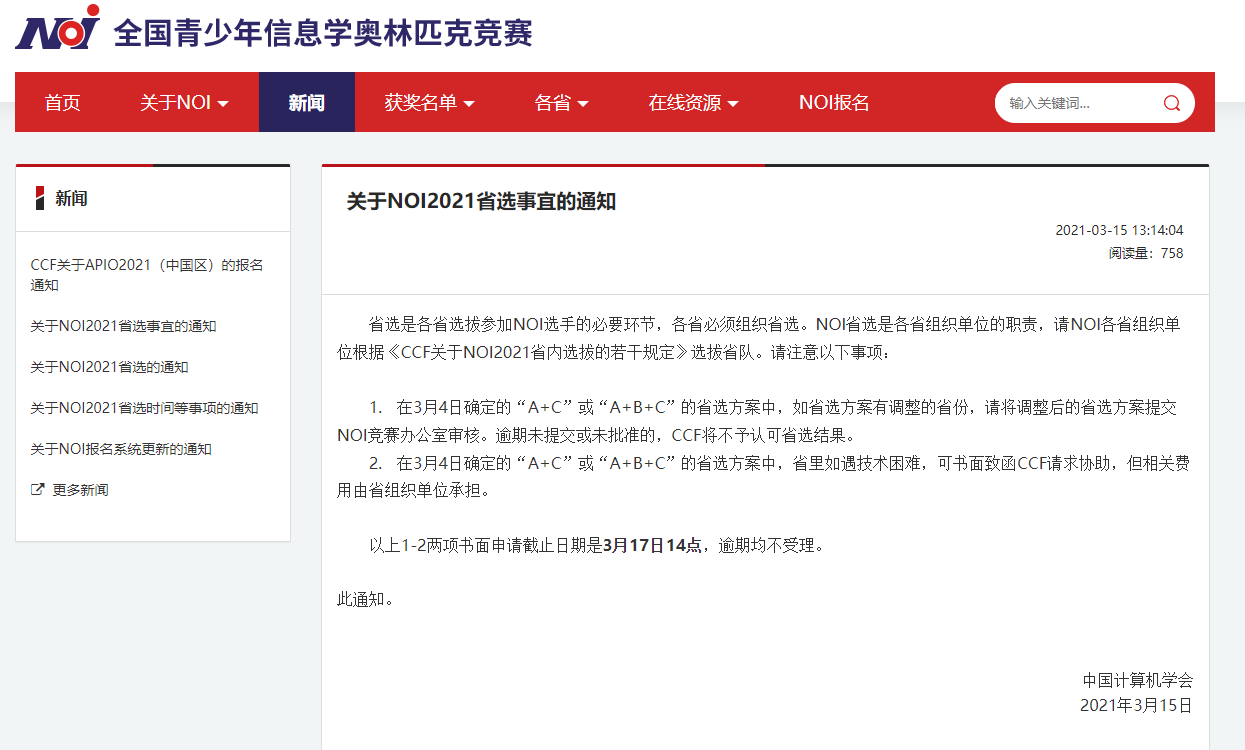 NOI 全国青少年信息学奥林匹克竞赛
首页 关于NOI 新闻 获奖名单 各省 在线资源 NOI报名 输入关键词...
新闻
CCF关于APIO2021（中国区）的报名
通知
关于NOI2021省选事宜的通知
关于NOI2021省选的通知
关于NOI2021省选时间等事项的通知
关于NOI报名系统更新的通知
更多新闻
关于NOI2021省选事宜的通知
2021-03-15 13:14:04
阅读量：758
省选是各省选拔参加NOI选手的必要环节，各省必须组织省选。NOI省选是各省组织单位的职责，请NOI各省组织单
位根据《CCF关于NOI2021省内选拔的若干规定》选拔省队。请注意以下事项：
1. 在3月4日确定的“A+C”或“A+B+C”的省选方案中，如省选方案有调整的省份，请将调整后的省选方案提交
NOI竞赛办公室审核。逾期未提交或未批准的，CCF将不予认可省选结果。
2. 在3月4日确定的“A+C”或“A+B+C”的省选方案中，省里如遇技术困难，可书面致函CCF请求协助，但相关费
用由省组织单位承担。
以上1-2两项书面申请截止日期是3月17日14点，逾期均不受理。
此通知。
中国计算机学会
2021年3月15日